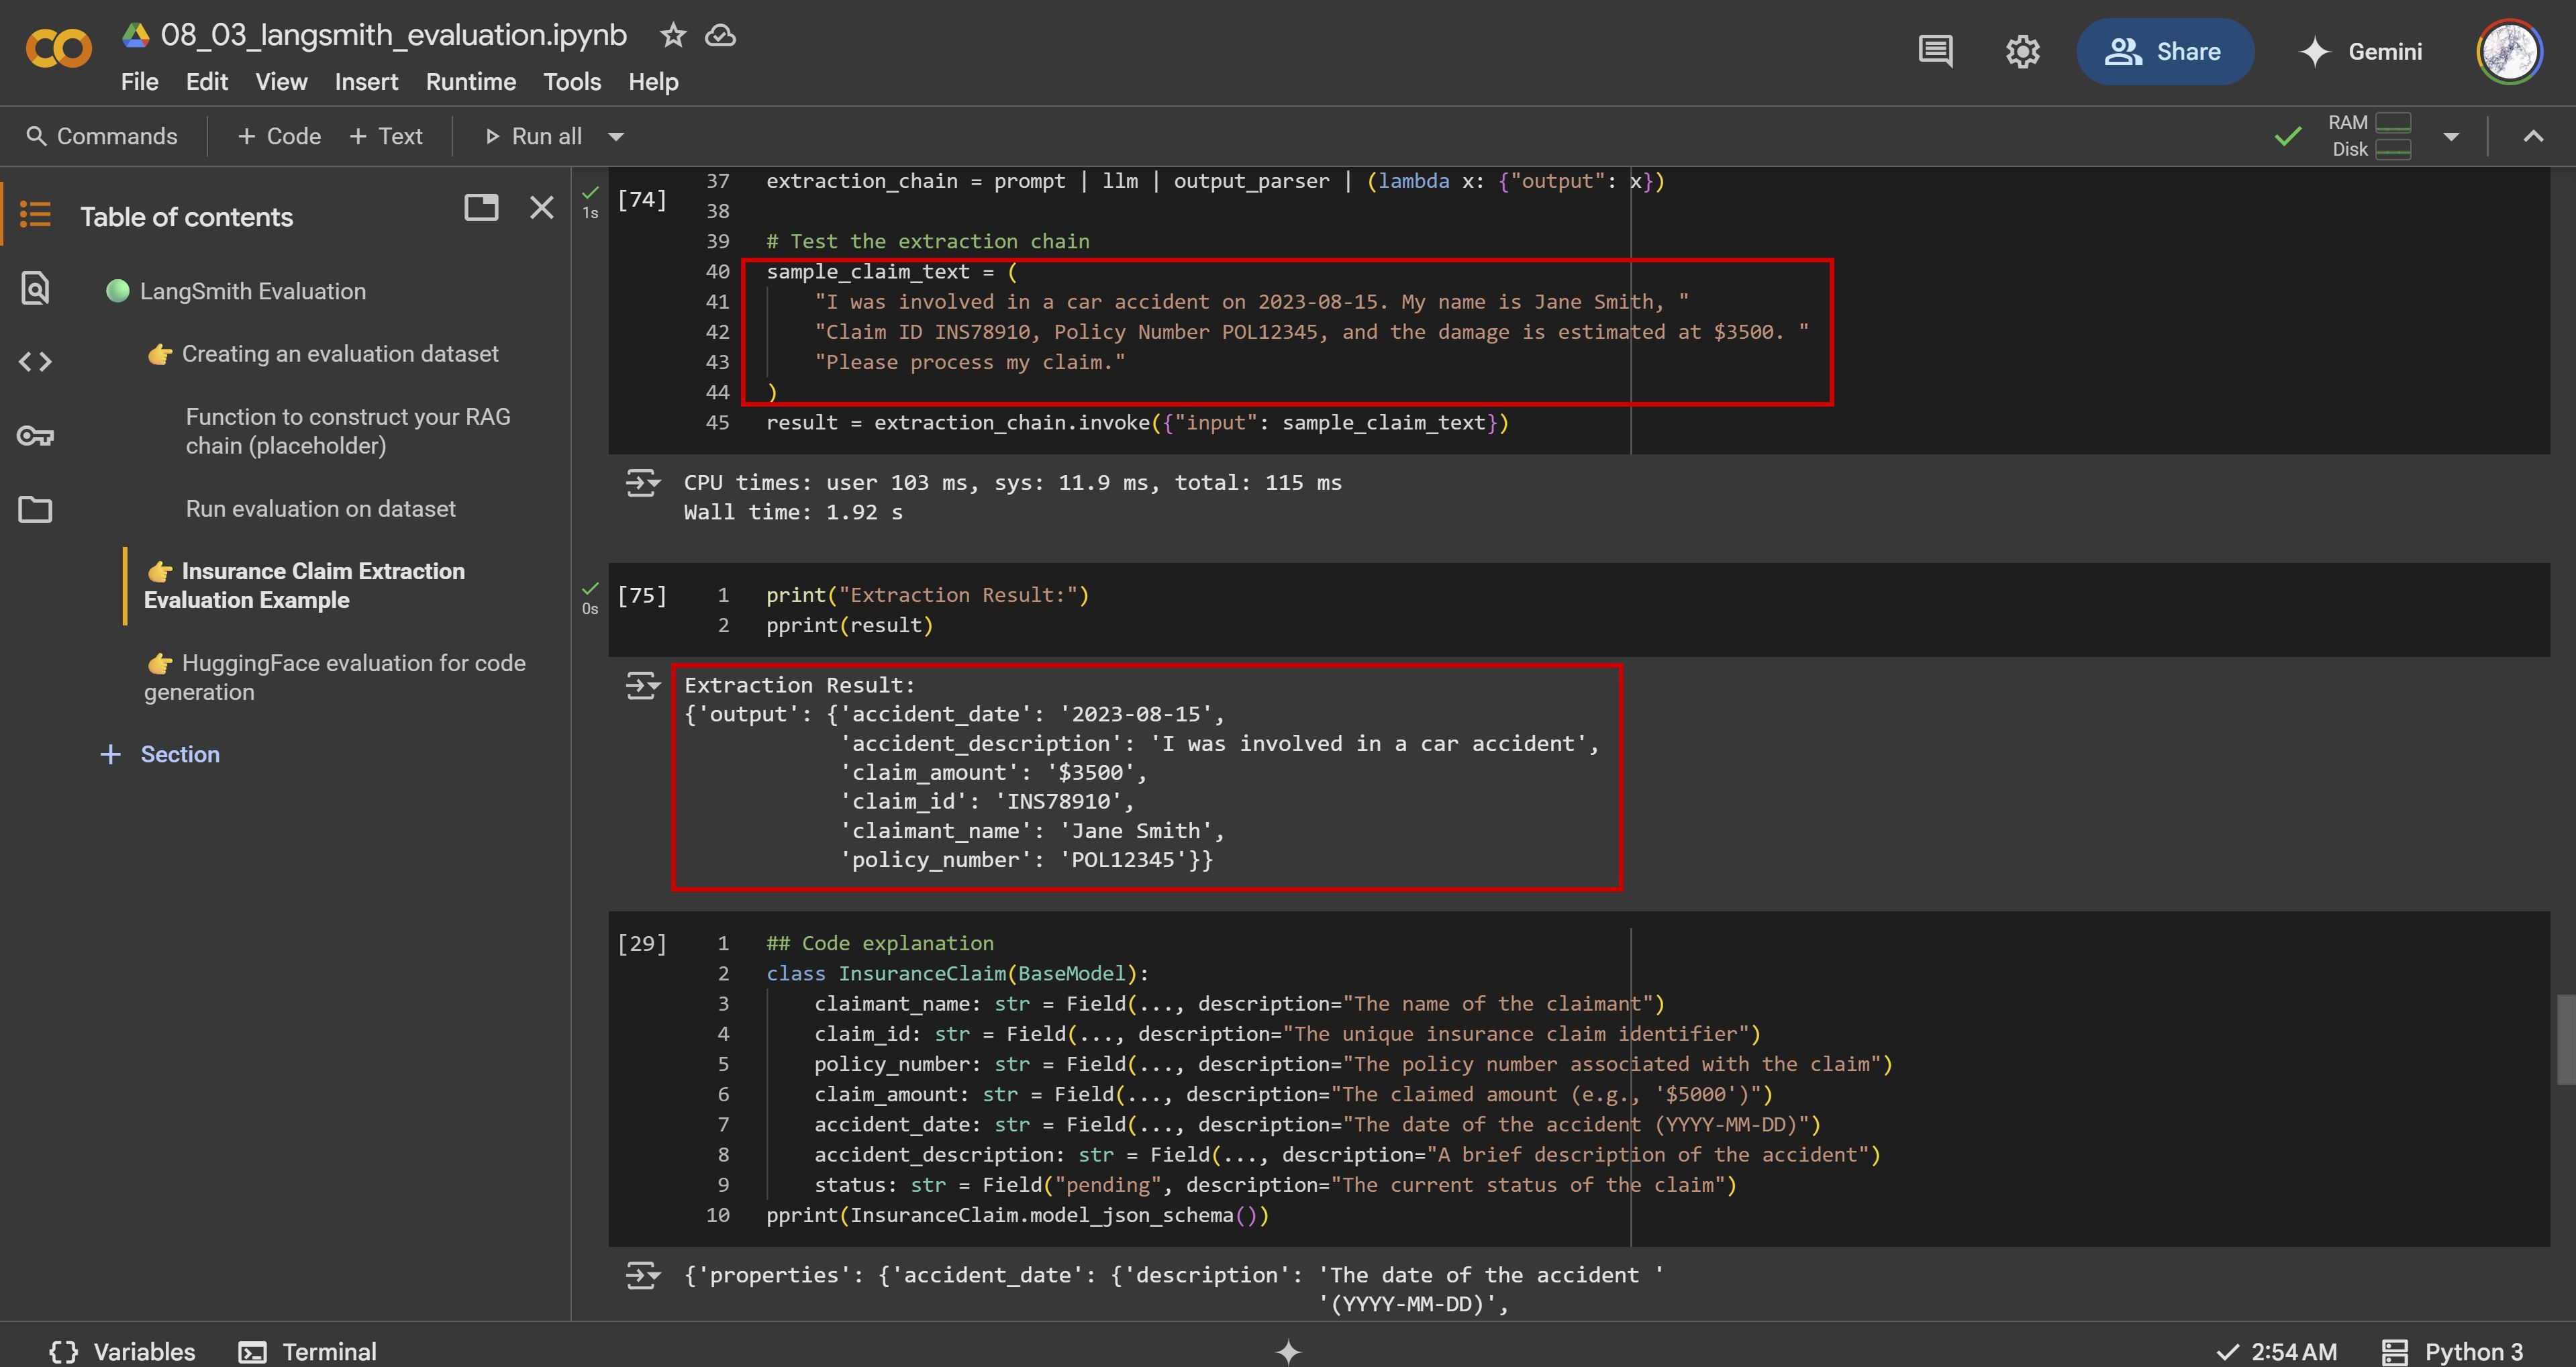 08_03_langsmith_evaluation.ipynb
File Edit View Insert Runtime Tools Help
Share
Gemini
Commands + Code + Text Run all
RAM
Disk
Table of contents
LangSmith Evaluation
Creating an evaluation dataset
Function to construct your RAG
chain (placeholder)
Run evaluation on dataset
Insurance Claim Extraction
Evaluation Example
HuggingFace evaluation for code
generation
+ Section
1s
[74]
37 extraction_chain = prompt | llm | output_parser | (lambda x: {"output": x})
38
39 # Test the extraction chain
40 sample_claim_text = (
41 "I was involved in a car accident on 2023-08-15. My name is Jane Smith, "
42 "Claim ID INS78910, Policy Number POL12345, and the damage is estimated at $3500. "
43 "Please process my claim."
44 )
45 result = extraction_chain.invoke({"input": sample_claim_text})
CPU times: user 103 ms, sys: 11.9 ms, total: 115 ms
Wall time: 1.92 s
0s
[75]
1 print("Extraction Result:")
2 pprint(result)
Extraction Result:
{'output': {'accident_date': '2023-08-15',
'accident_description': 'I was involved in a car accident',
'claim_amount': '$3500',
'claim_id': 'INS78910',
'claimant_name': 'Jane Smith',
'policy_number': 'POL12345'}}
[29]
1 ## Code explanation
2 class InsuranceClaim(BaseModel):
3 claimant_name: str = Field(..., description="The name of the claimant")
4 claim_id: str = Field(..., description="The unique insurance claim identifier")
5 policy_number: str = Field(..., description="The policy number associated with the claim")
6 claim_amount: str = Field(..., description="The claimed amount (e.g., '$5000')")
7 accident_date: str = Field(..., description="The date of the accident (YYYY-MM-DD)")
8 accident_description: str = Field(..., description="A brief description of the accident")
9 status: str = Field("pending", description="The current status of the claim")
10 pprint(InsuranceClaim.model_json_schema())
{'properties': {'accident_date': {'description': 'The date of the accident '
'(YYYY-MM-DD)',
{} Variables Terminal
2:54 AM Python 3